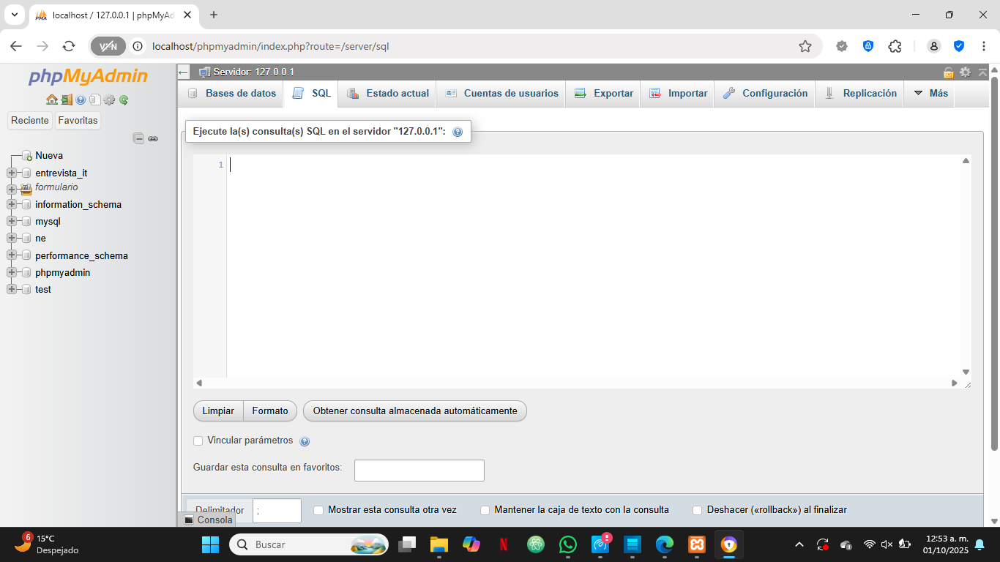 localhost / 127.0.0.1 | phpMyAd
VPN
localhost/phpmyadmin/index.php?route=/server/sql
phpMyAdmin
Reciente
Favoritas
Nueva
entrevista_it
formulario
information_schema
mysql
ne
performance_schema
phpmyadmin
test
Servidor: 127.0.0.1
Bases de datos
SQL
Estado actual
Cuentas de usuarios
Exportar
Importar
Configuración
Replicación
Más
Ejecute la(s) consulta(s) SQL en el servidor "127.0.0.1":
1
Limpiar
Formato
Obtener consulta almacenada automáticamente
Vincular parámetros
Guardar esta consulta en favoritos:
Delimitador
;
Mostrar esta consulta otra vez
Mantener la caja de texto con la consulta
Deshacer («rollback») al finalizar
Consola
6
15°C
Despejado
Buscar
12:53 a. m.
01/10/2025